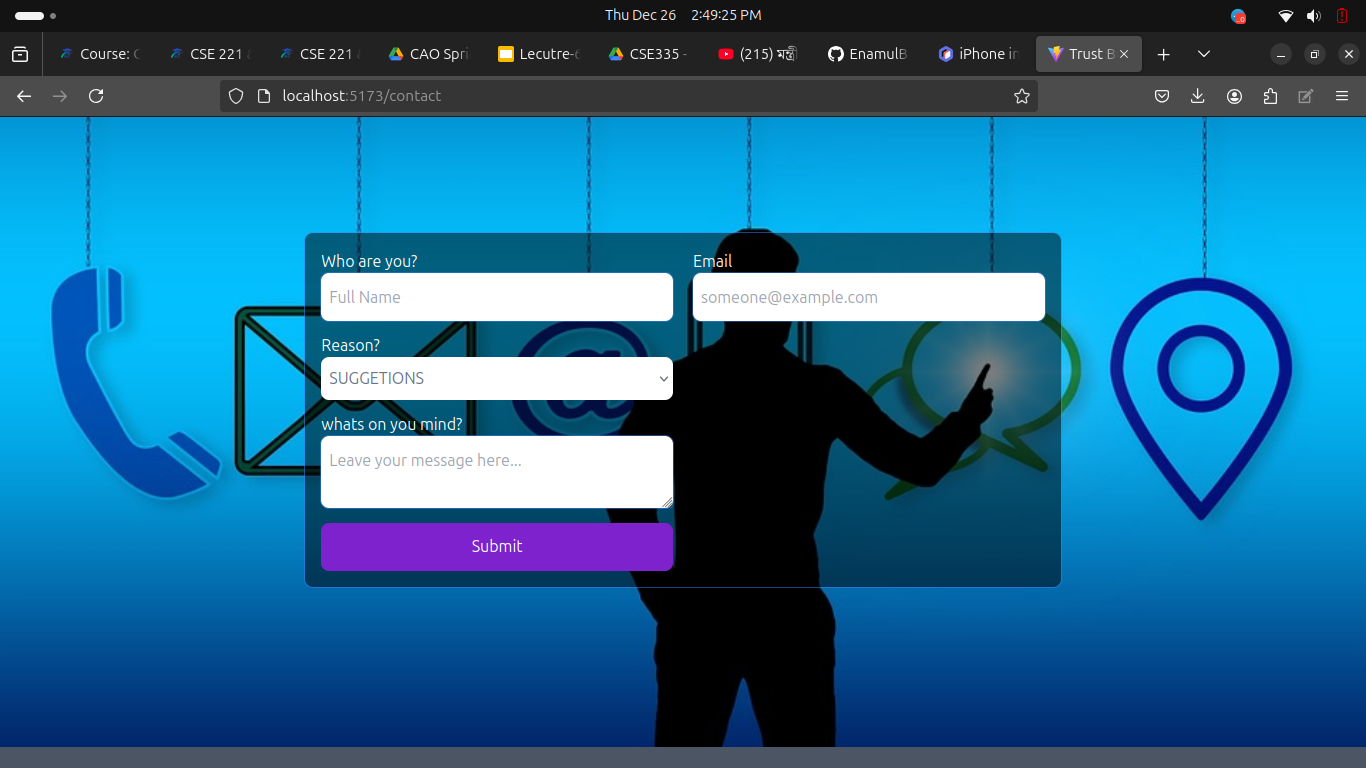 Thu Dec 26 2:49:25 PM
Course: C
CSE 221
CSE 221
CAO Spri
Lecutre-6
CSE335 -
(215) মন্ত্রী
EnamulB
iPhone in
Trust B
localhost:5173/contact
Who are you?
Email
Full Name
someone@example.com
Reason?
SUGGETIONS
whats on you mind?
Leave your message here...
Submit